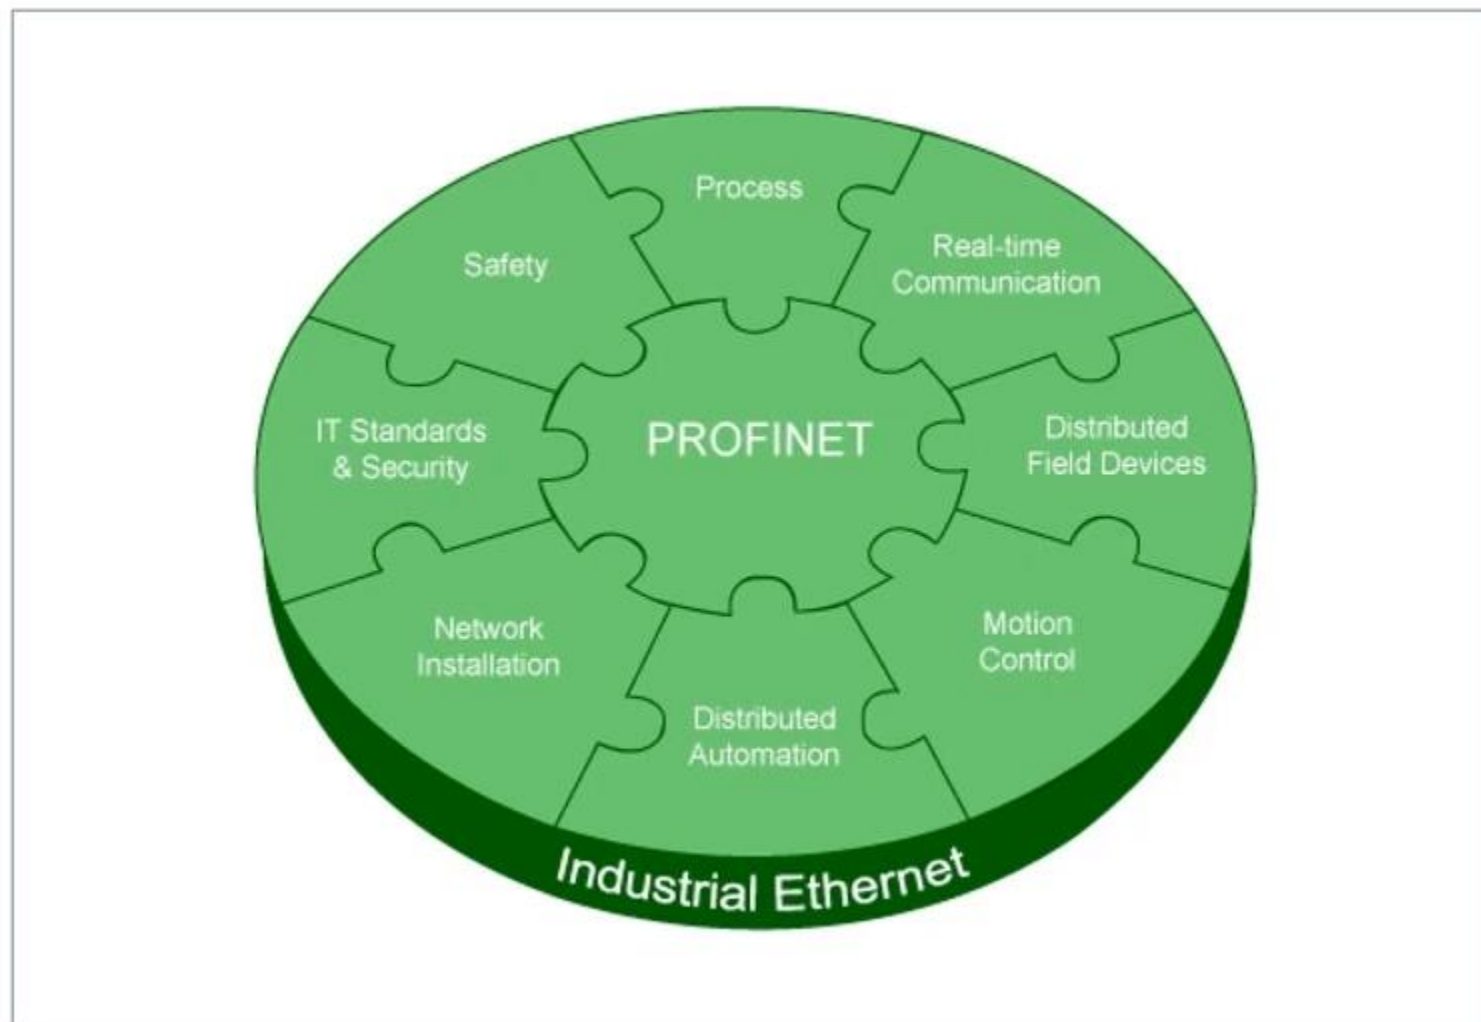 Process
Real-time
Communication
Safety
Distributed
Field Devices
IT Standards
& Security
PROFINET
Motion
Control
Network
Installation
Distributed
Automation
Industrial Ethernet